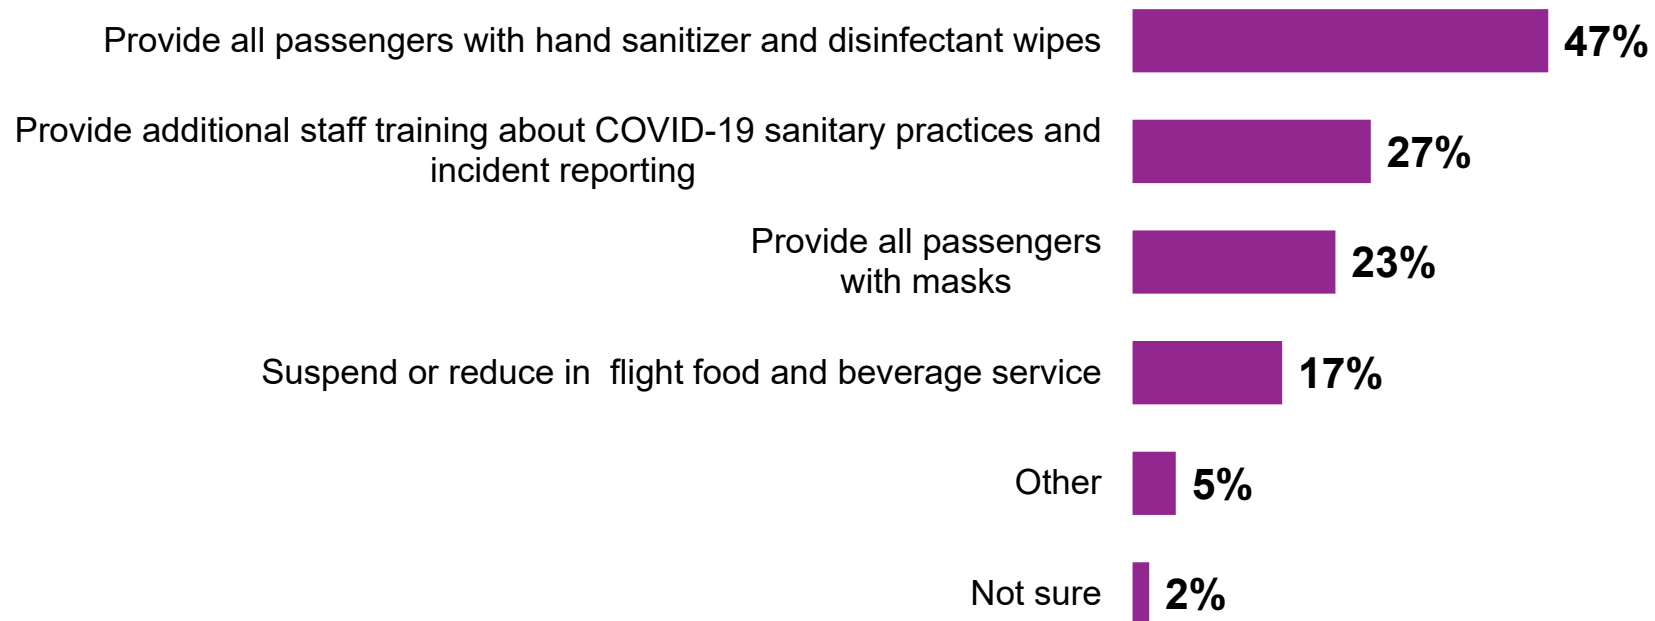 Provide all passengers with hand sanitizer and disinfectant wipes 47%
Provide additional staff training about COVID-19 sanitary practices and
incident reporting 27%
Provide all passengers
with masks 23%
Suspend or reduce in  flight food and beverage service 17%
Other 5%
Not sure 2%